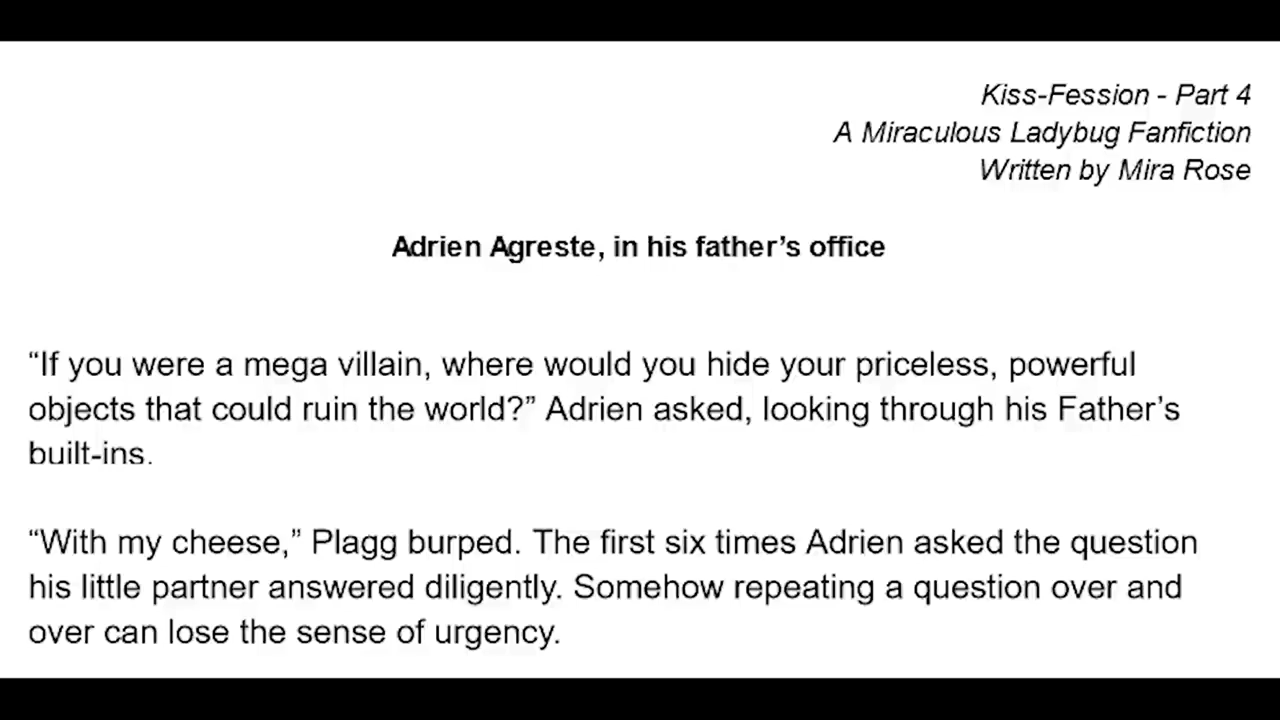 Kiss-Fession - Part 4
A Miraculous Ladybug Fanfiction
Written by Mira Rose
Adrien Agreste, in his father’s office
“If you were a mega villain, where would you hide your priceless, powerful
objects that could ruin the world?” Adrien asked, looking through his Father’s
built-ins.
“With my cheese,” Plagg burped. The first six times Adrien asked the question
his little partner answered diligently. Somehow repeating a question over and
over can lose the sense of urgency.